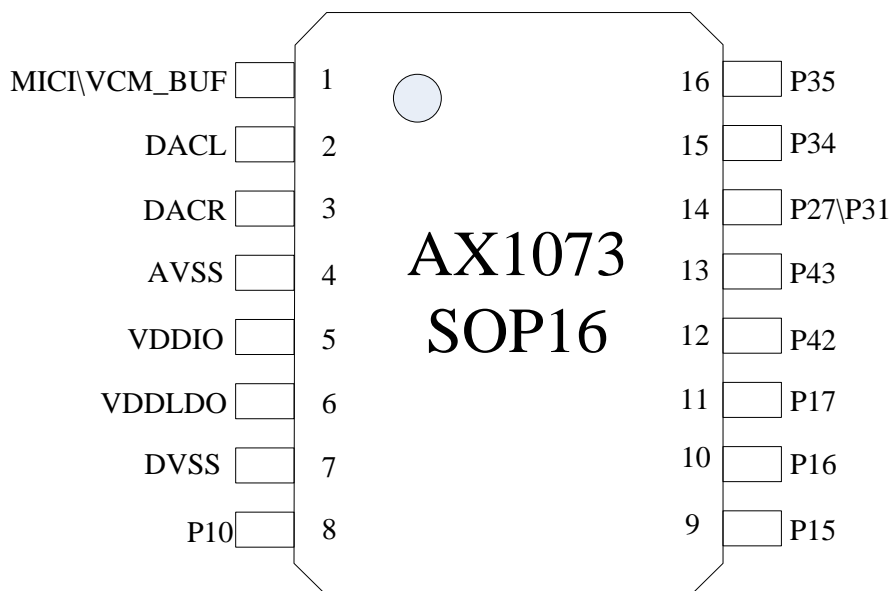 MICI\VCM_BUF 1 16 P35
DACL 2 15 P34
DACR 3 14 P27\P31
AVSS 4 13 P43
AX1073
VDDIO 5 12 P42
SOP16
VDDLDO 6 11 P17
DVSS 7 10 P16
P10 8 9 P15